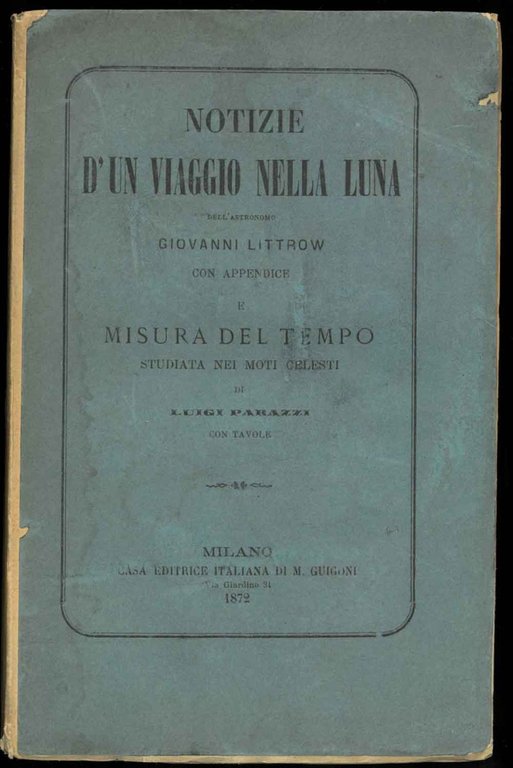 NOTIZIE
D'UN VIAGGIO NELLA LUNA
DELL'ASTRONOMO
GIOVANNI LITTROW
CON APPENDICE
E
MISURA DEL TEMPO
STUDIATA NEI MOTI CELESTI
DI
LUIGI PARAZZI
CON TAVOLE
MILANO
CASA EDITRICE ITALIANA DI M. GUIGONI
Via Giardino 31
1872